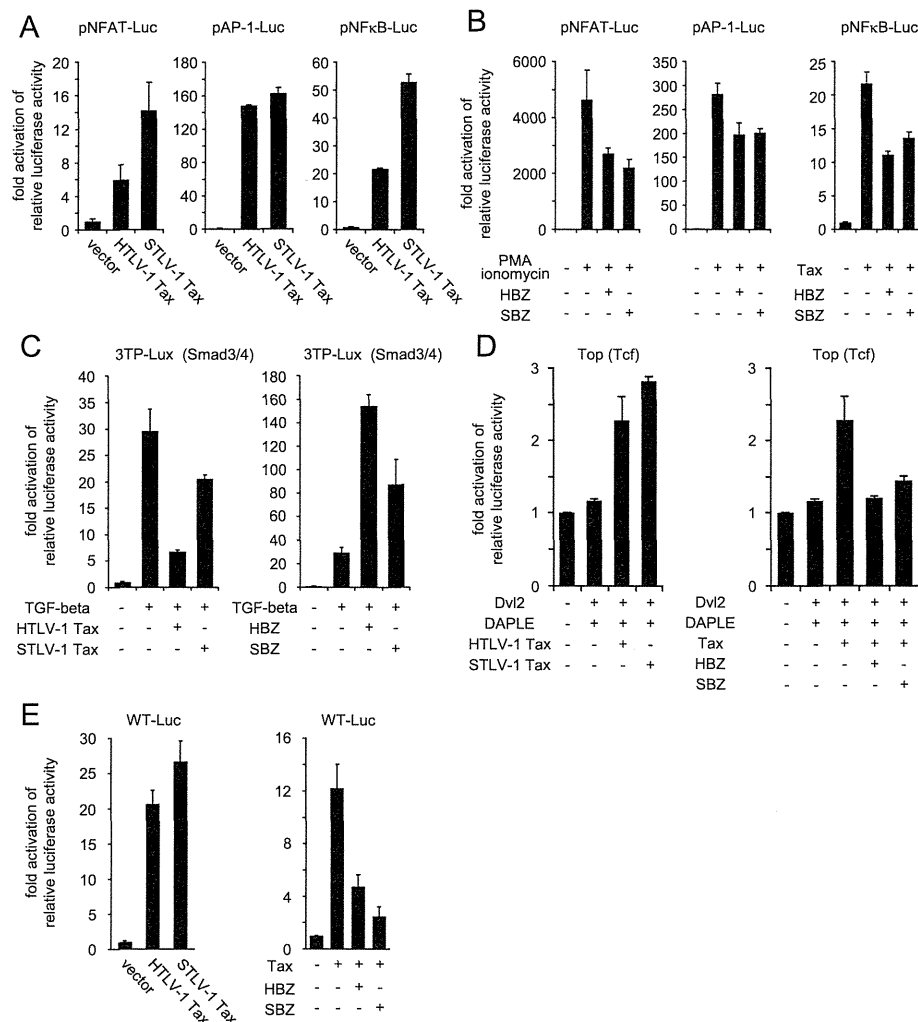 A
pNFAT-Luc
pAP-1-Luc
pNFκB-Luc
fold activation of
relative luciferase activity
20
16
12
8
4
0
vector
HTLV-1 Tax
STLV-1 Tax
200
160
120
80
40
0
vector
HTLV-1 Tax
STLV-1 Tax
60
50
40
30
20
10
0
vector
HTLV-1 Tax
STLV-1 Tax
B
pNFAT-Luc
pAP-1-Luc
pNFκB-Luc
fold activation of
relative luciferase activity
6000
4000
2000
0
350
300
250
200
150
100
50
0
25
20
15
10
5
0
PMA
ionomycin - + + + - + + + Tax - + + +
HBZ - - + - - - + - HBZ - - + -
SBZ - - - + - - - + SBZ - - - +
C
3TP-Lux (Smad3/4)
3TP-Lux (Smad3/4)
fold activation of
relative luciferase activity
40
35
30
25
20
15
10
5
0
180
160
140
120
100
80
60
40
20
0
TGF-beta - + + + TGF-beta - + + +
HTLV-1 Tax - - + - HBZ - - + -
STLV-1 Tax - - - + SBZ - - - +
D
Top (Tcf)
Top (Tcf)
fold activation of
relative luciferase activity
3
2
1
0
3
2
1
0
Dvl2 - + + +
DAPLE - + + +
HTLV-1 Tax - - + -
STLV-1 Tax - - - +
Dvl2 - + + + +
DAPLE - + + + +
Tax - - + + +
HBZ - - - + -
SBZ - - - - +
E
WT-Luc
WT-Luc
fold activation of
relative luciferase activity
30
25
20
15
10
5
0
vector
HTLV-1 Tax
STLV-1 Tax
16
12
8
4
0
Tax - + + +
HBZ - - + -
SBZ - - - +